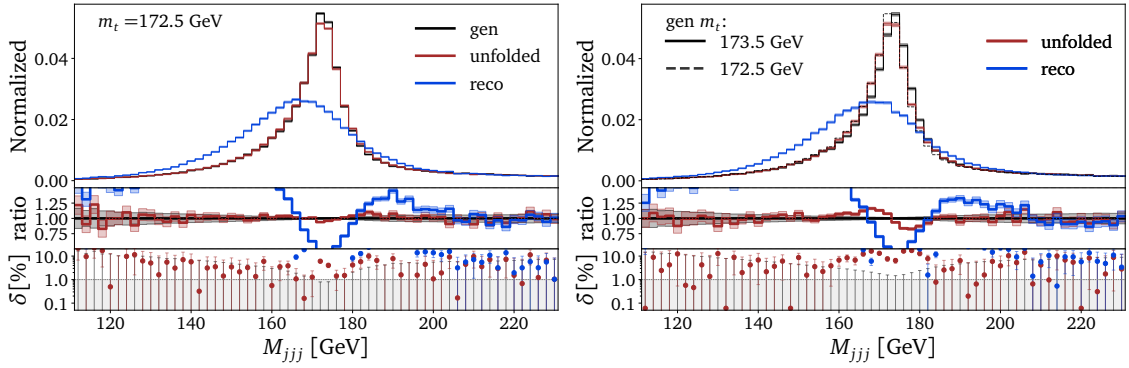 m_t =172.5 GeV
gen
unfolded
reco
Normalized
0.04
0.02
0.00
ratio
1.25
1.00
0.75
δ[%]
10.0
1.0
0.1
120 140 160 180 200 220
M_jjj [GeV]
gen m_t:
173.5 GeV
172.5 GeV
unfolded
reco
Normalized
0.04
0.02
0.00
ratio
1.25
1.00
0.75
δ[%]
10.0
1.0
0.1
120 140 160 180 200 220
M_jjj [GeV]